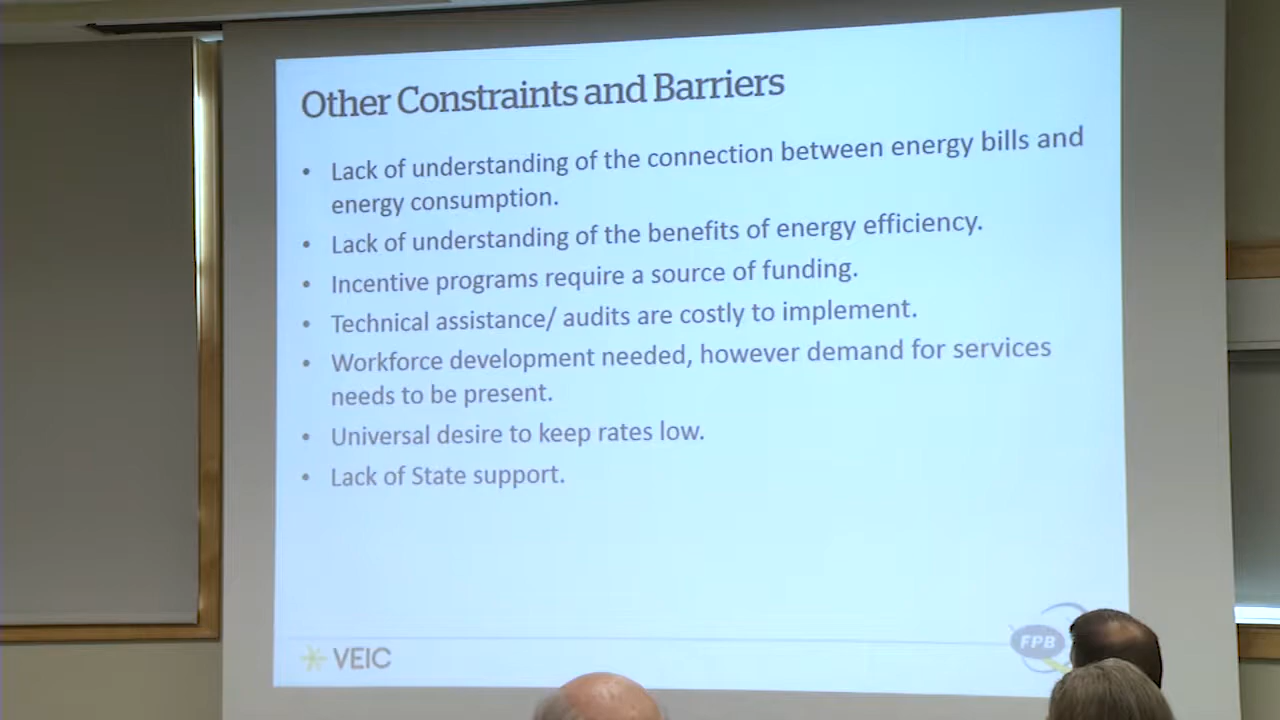 Other Constraints and Barriers
• Lack of understanding of the connection between energy bills and
energy consumption.
• Lack of understanding of the benefits of energy efficiency.
• Incentive programs require a source of funding.
• Technical assistance/ audits are costly to implement.
• Workforce development needed, however demand for services
needs to be present.
• Universal desire to keep rates low.
• Lack of State support.
VEIC
FPB